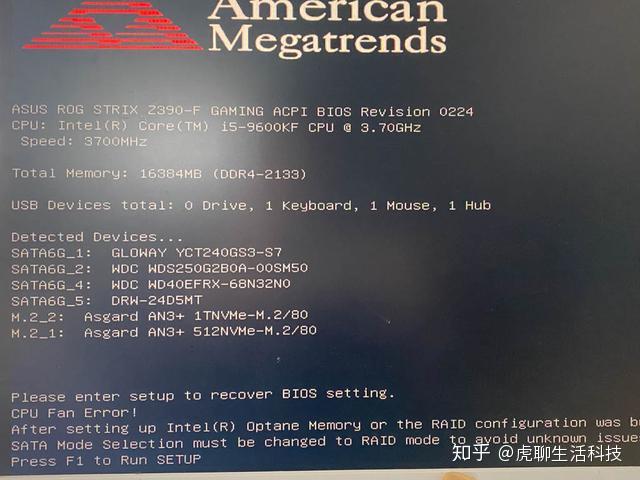 American
Megatrends
ASUS ROG STRIX Z390-F GAMING ACPI BIOS Revision 0224
CPU: Intel(R) Core(TM) i5-9600KF CPU @ 3.70GHz
Speed: 3700MHz
Total Memory: 16384MB (DDR4-2133)
USB Devices total: 0 Drive, 1 Keyboard, 1 Mouse, 1 Hub
Detected Devices...
SATA6G_1: GLOWAY YCT240GS3-S7
SATA6G_2: WDC WDS250G2B0A-00SM50
SATA6G_4: WDC WD40EFRX-68N32N0
SATA6G_5: DRW-24D5MT
M.2_2: Asgard AN3+ 1TNVMe-M.2/80
M.2_1: Asgard AN3+ 512NVMe-M.2/80
Please enter setup to recover BIOS setting.
CPU Fan Error!
After setting up Intel(R) Optane Memory or the RAID configuration was
SATA Mode Selection must be changed to RAID mode to avoid unknown issues
Press F1 to Run SETUP
知乎 @虎聊生活科技